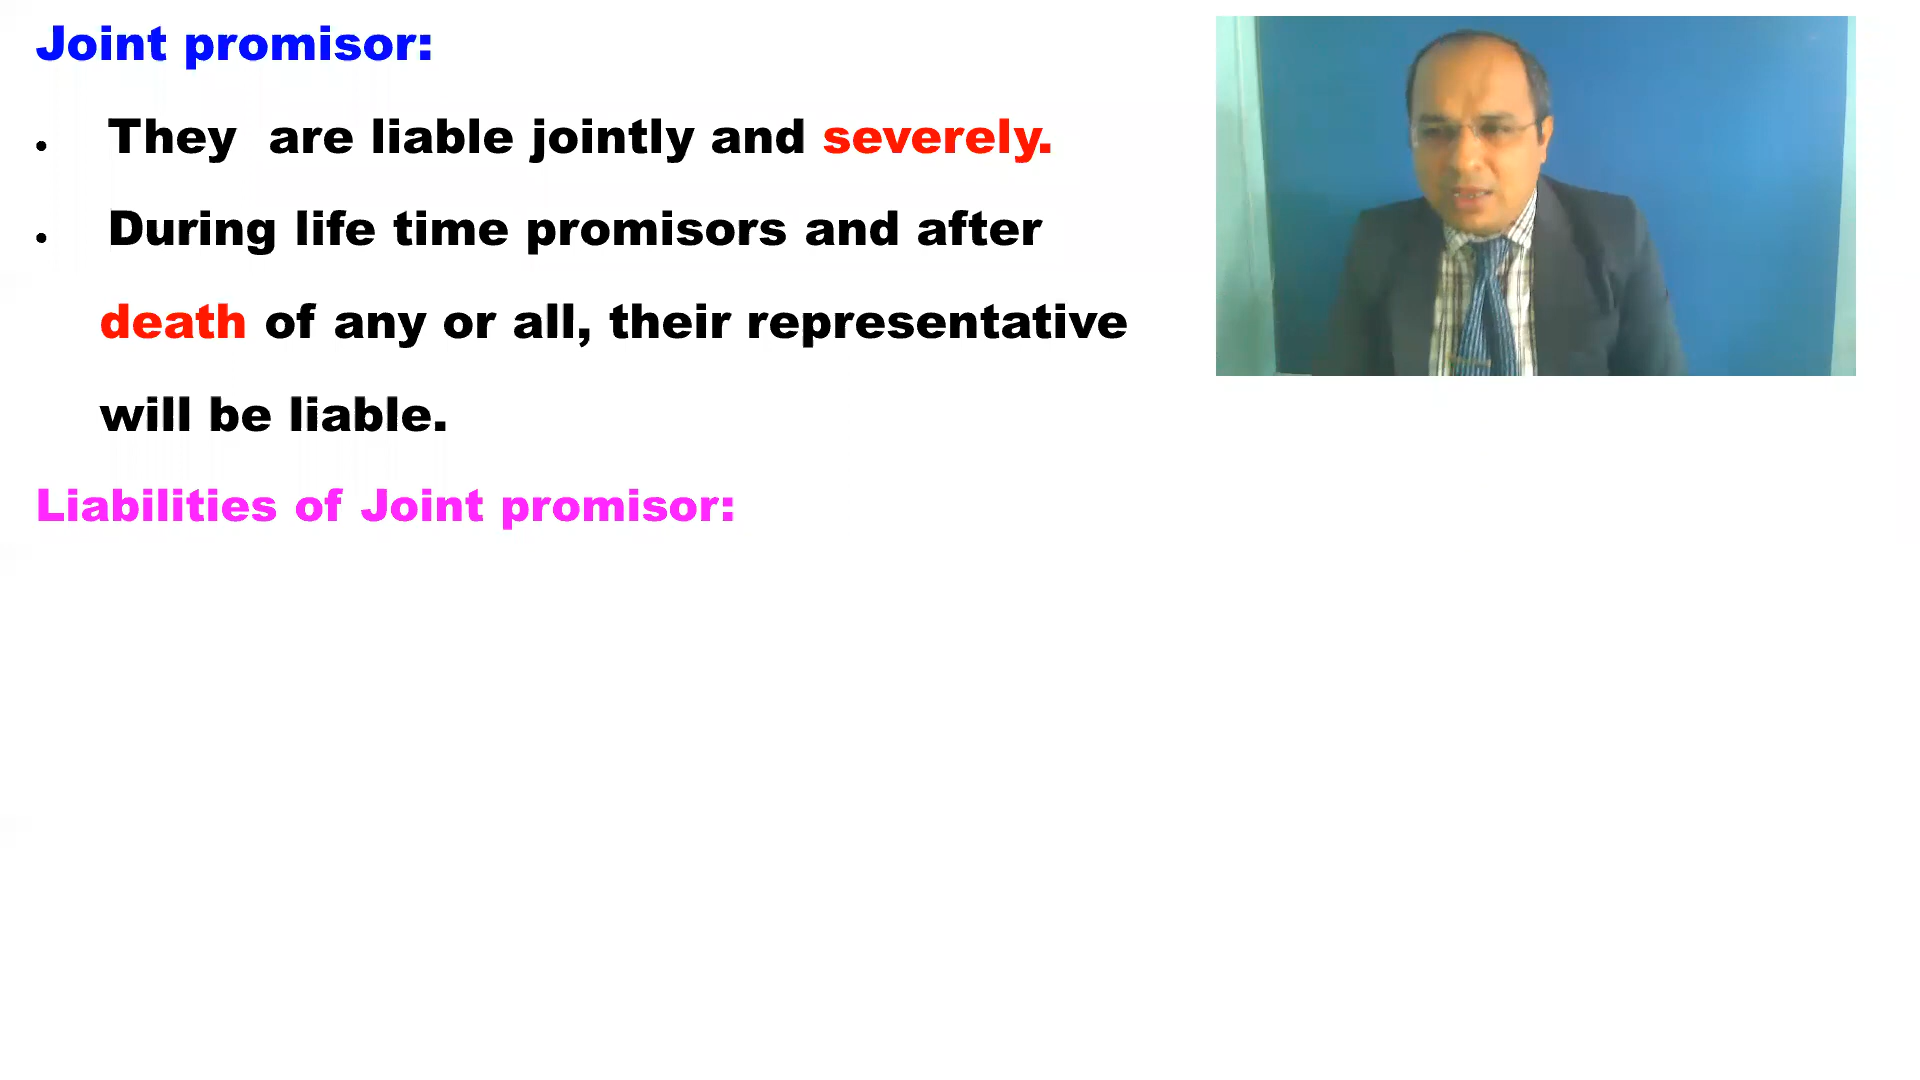 Joint promisor:
• They are liable jointly and severely.
• During life time promisors and after
death of any or all, their representative
will be liable.
Liabilities of Joint promisor: